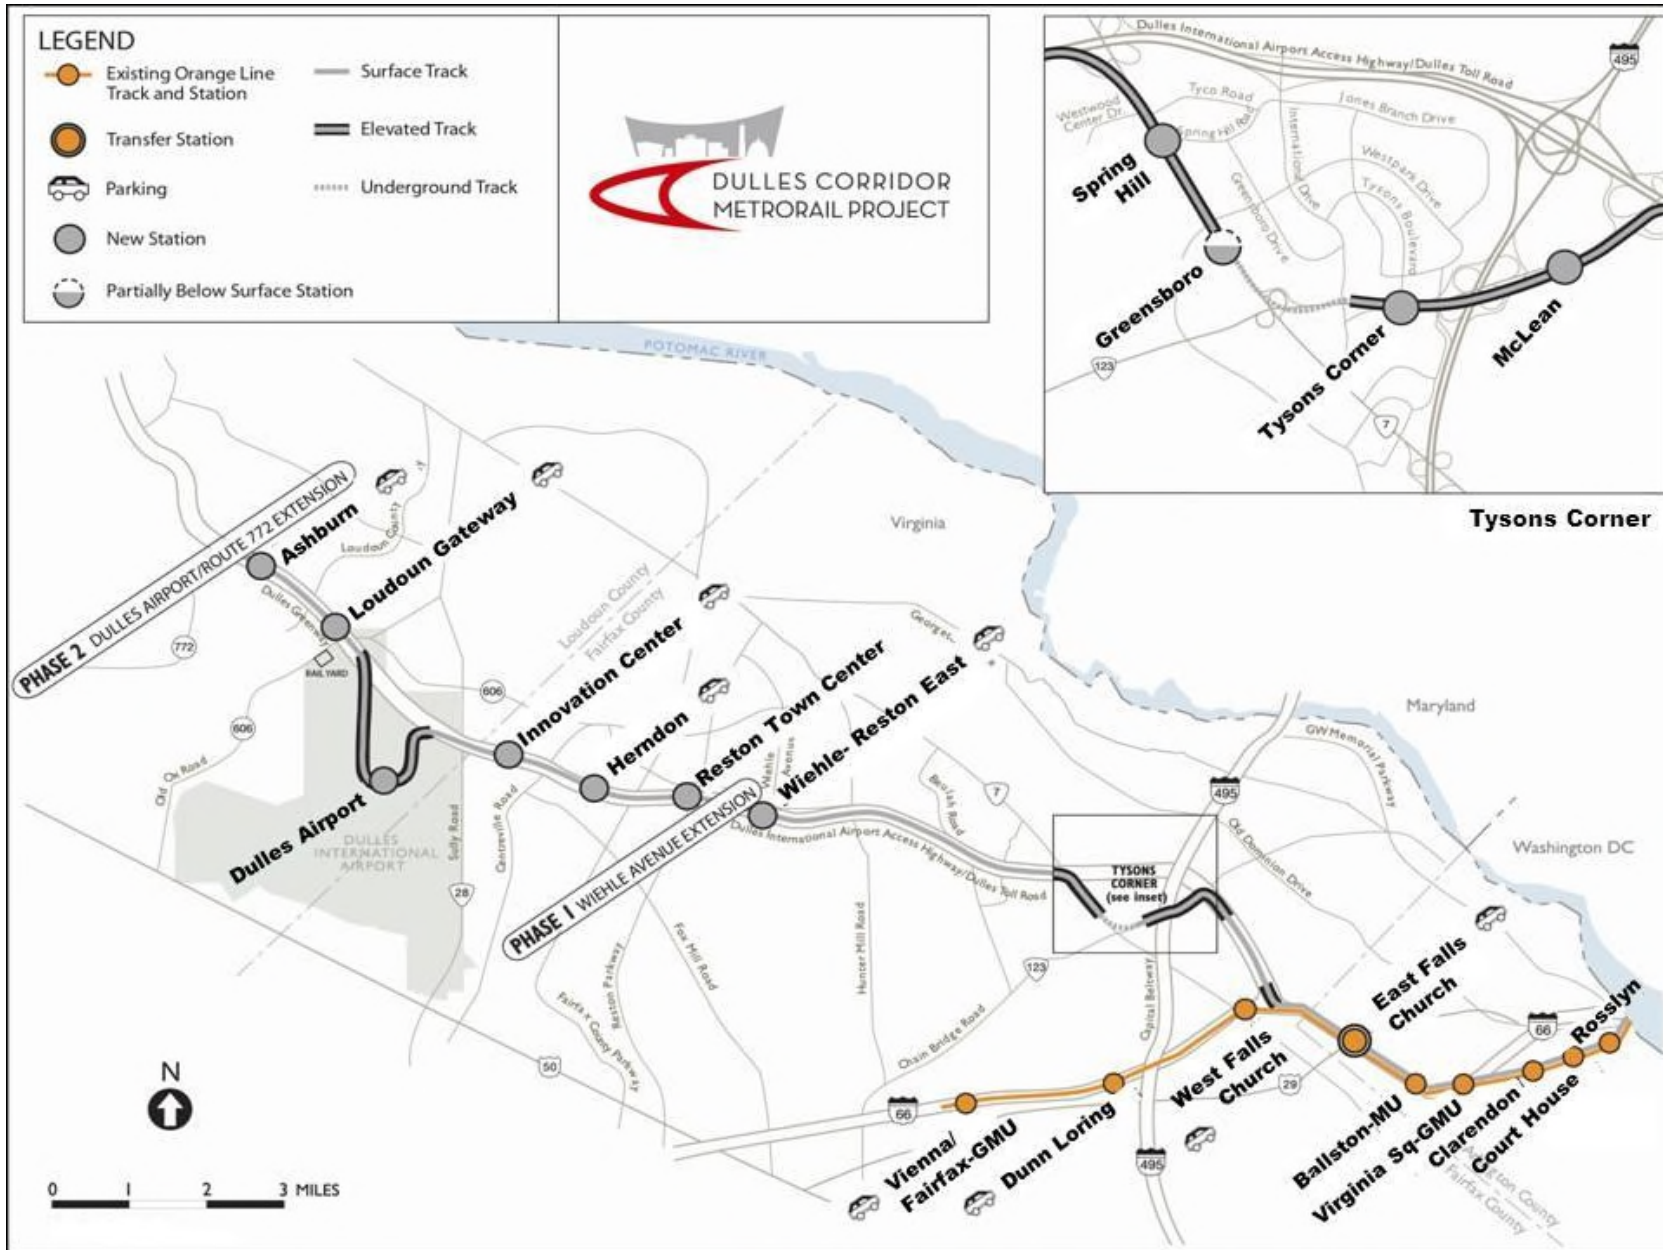 LEGEND
Existing Orange Line
Track and Station
Transfer Station
Parking
New Station
Partially Below Surface Station
Surface Track
Elevated Track
Underground Track
DULLES CORRIDOR
METRORAIL PROJECT
Dulles International Airport Access Highway/Dulles Toll Road
495
Westwood
Center Dr.
Tyco Road
Spring Hill Road
International Drive
Jones Branch Drive
Westpark Drive
Tysons Boulevard
Greensboro Drive
Spring
Hill
Greensboro
Tysons Corner
McLean
123
7
Tysons Corner
POTOMAC RIVER
Virginia
Maryland
Washington DC
PHASE 2 DULLES AIRPORT/ROUTE 772 EXTENSION
Ashburn
Loudoun County
Loudoun Gateway
Dulles Greenway
772
RAIL YARD
606
606
Old Ox Road
Loudoun County
Fairfax County
Innovation Center
Herndon
Reston Town Center
Wiehle- Reston East
Georget
Avenue
Dulles Airport
DULLES
INTERNATIONAL
AIRPORT
Sully Road
28
Centreville Road
PHASE 1 WIEHLE AVENUE EXTENSION
Dulles International Airport Access Highway/Dulles Toll Road
Beulah Road
7
TYSONS
CORNER
(see inset)
495
GW Memorial Parkway
Old Dominion Drive
Fox Mill Road
Reston Parkway
Fairfax County Parkway
Hunter Mill Road
123
Chain Bridge Road
Capital Beltway
50
66
Vienna/
Fairfax-GMU
Dunn Loring
West Falls
Church
495
29
East Falls
Church
66
Rosslyn
Ballston-MU
Virginia Sq-GMU
Clarendon
Court House
Arlington County
Fairfax County
N
0 1 2 3 MILES